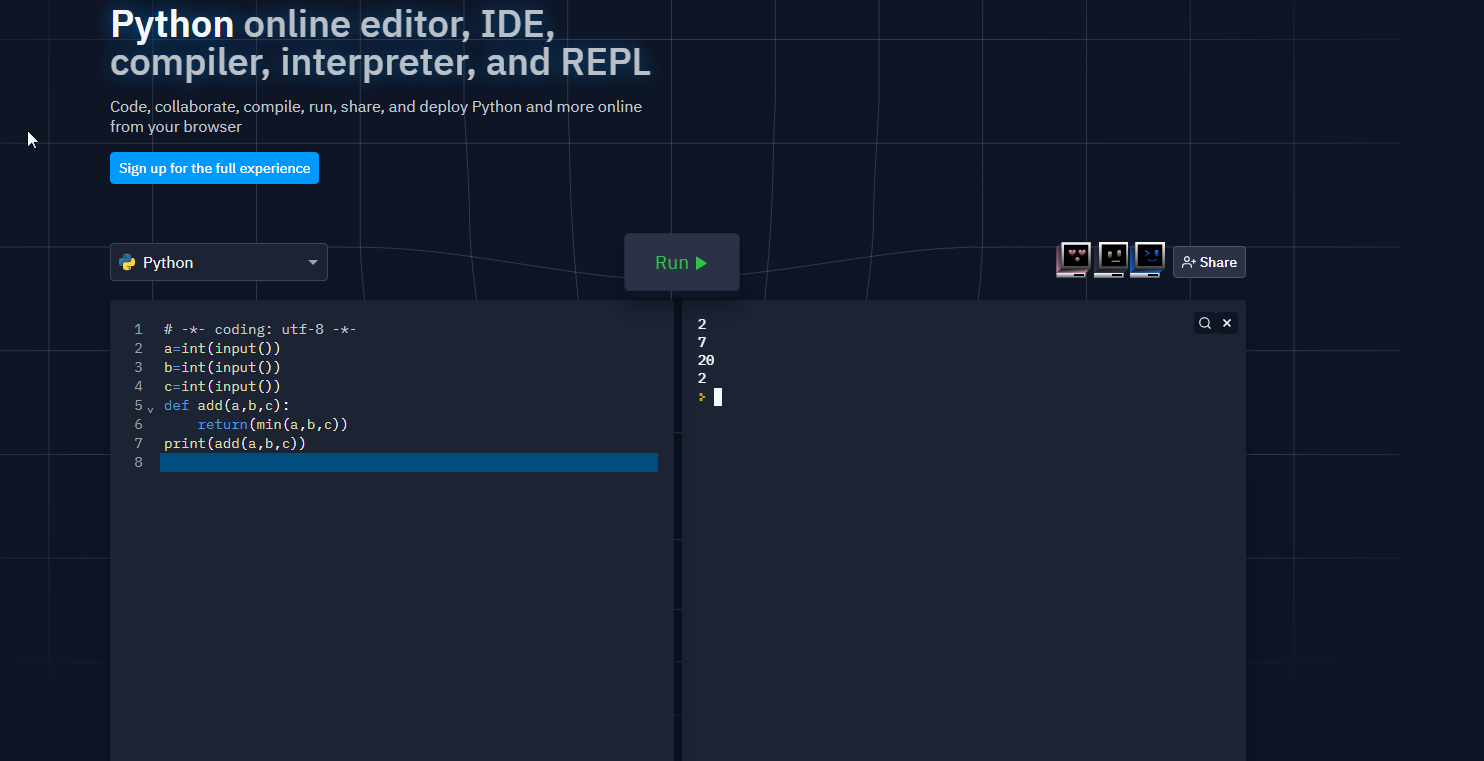 Python online editor, IDE,
compiler, interpreter, and REPL
Code, collaborate, compile, run, share, and deploy Python and more online
from your browser
Sign up for the full experience
Python
Run
Share
1 # -*- coding: utf-8 -*-
2 a=int(input())
3 b=int(input())
4 c=int(input())
5 def add(a,b,c):
6     return(min(a,b,c))
7 print(add(a,b,c))
8
2
7
20
2